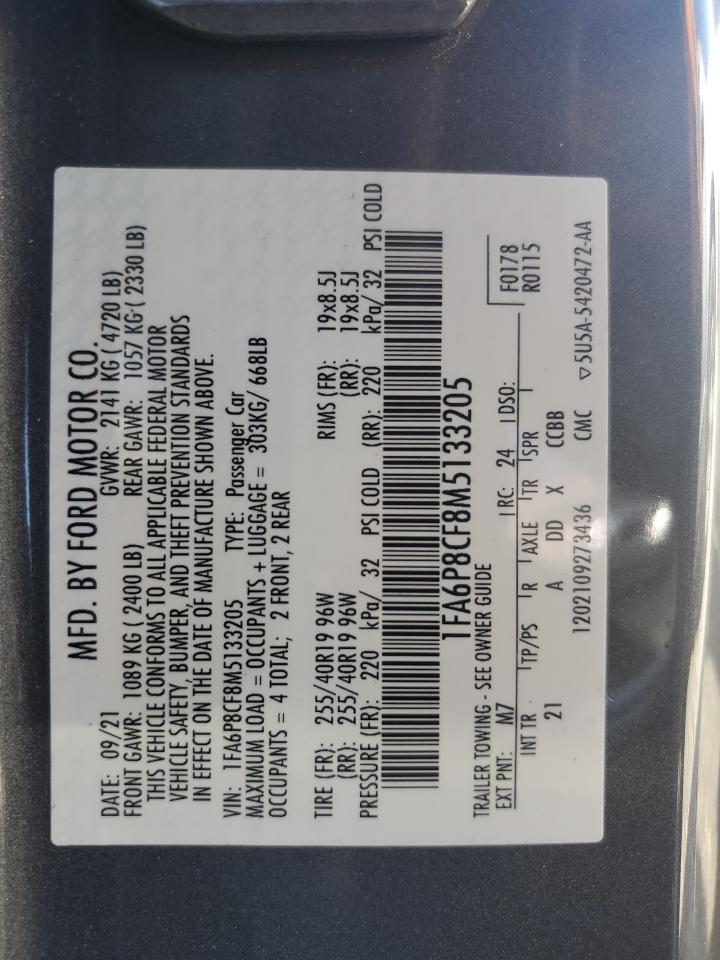 MFD. BY FORD MOTOR CO.
DATE: 09/21 GVWR: 2141 KG ( 4720 LB)
FRONT GAWR: 1089 KG ( 2400 LB) REAR GAWR: 1057 KG ( 2330 LB)
THIS VEHICLE CONFORMS TO ALL APPLICABLE FEDERAL MOTOR
VEHICLE SAFETY, BUMPER, AND THEFT PREVENTION STANDARDS
IN EFFECT ON THE DATE OF MANUFACTURE SHOWN ABOVE.
VIN: 1FA6P8CF8M5133205 TYPE: Passenger Car
MAXIMUM LOAD = OCCUPANTS + LUGGAGE = 303KG/ 668LB
OCCUPANTS = 4 TOTAL; 2 FRONT, 2 REAR
TIRE (FR): 255/40R19 96W RIMS (FR): 19x8.5J
(RR): 255/40R19 96W (RR): 19x8.5J
PRESSURE (FR): 220 kPa/ 32 PSI COLD (RR): 220 kPa/ 32 PSI COLD
1FA6P8CF8M5133205
TRAILER TOWING - SEE OWNER GUIDE
F0178
EXT PNT: M7 RC: 24 DSO: R0115
INT TR TP/PS R AXLE TR SPR
21 A DD X CCBB
1202109273436 CMC ▽5U5A-5420472-AA